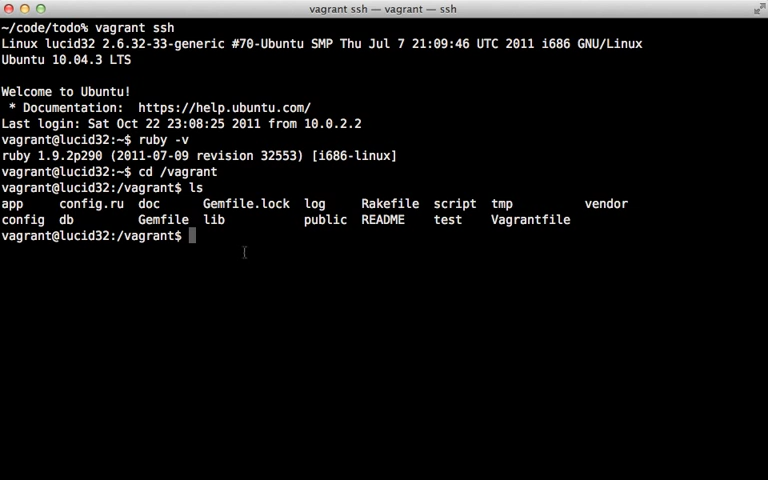 vagrant ssh — vagrant — ssh
~/code/todo% vagrant ssh
Linux lucid32 2.6.32-33-generic #70-Ubuntu SMP Thu Jul 7 21:09:46 UTC 2011 i686 GNU/Linux
Ubuntu 10.04.3 LTS
Welcome to Ubuntu!
* Documentation:  https://help.ubuntu.com/
Last login: Sat Oct 22 23:08:25 2011 from 10.0.2.2
vagrant@lucid32:~$ ruby -v
ruby 1.9.2p290 (2011-07-09 revision 32553) [i686-linux]
vagrant@lucid32:~$ cd /vagrant
vagrant@lucid32:/vagrant$ ls
app     config.ru  doc      Gemfile.lock  log     Rakefile  script  tmp          vendor
config  db         Gemfile  lib           public  README    test    Vagrantfile
vagrant@lucid32:/vagrant$